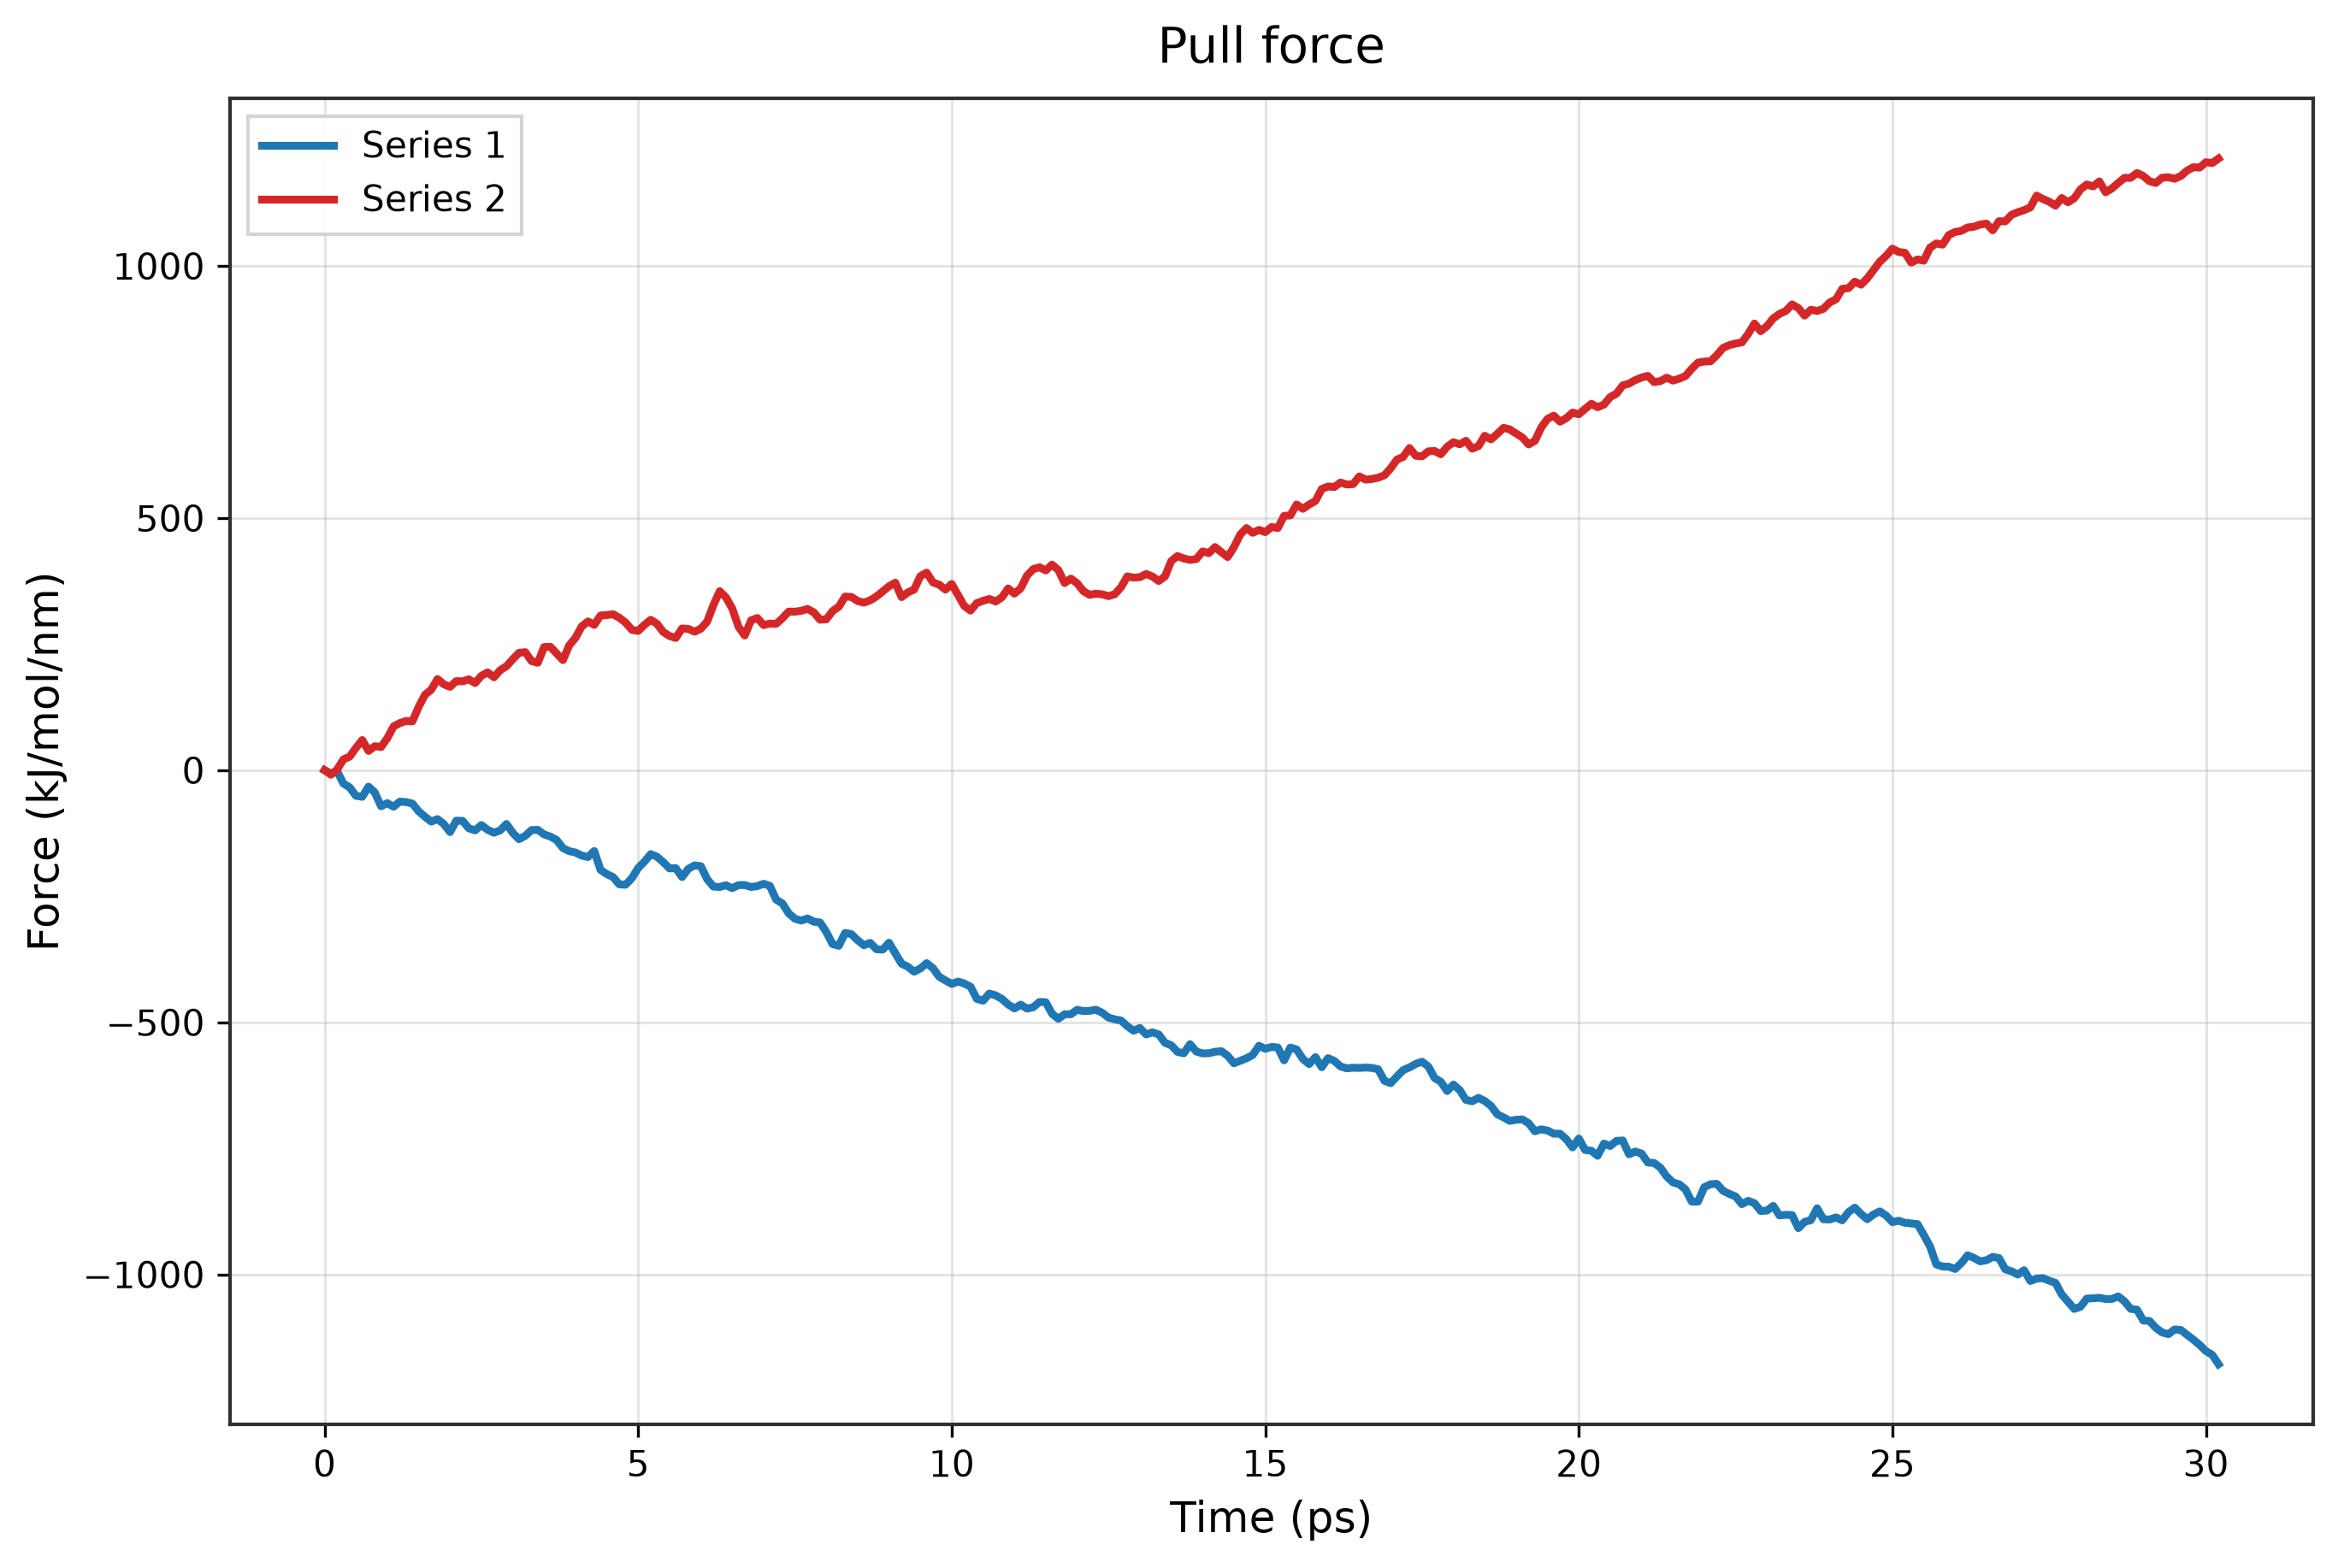 Pull force
Series 1
Series 2
1000
500
0
−500
−1000
Force (kJ/mol/nm)
0 5 10 15 20 25 30
Time (ps)